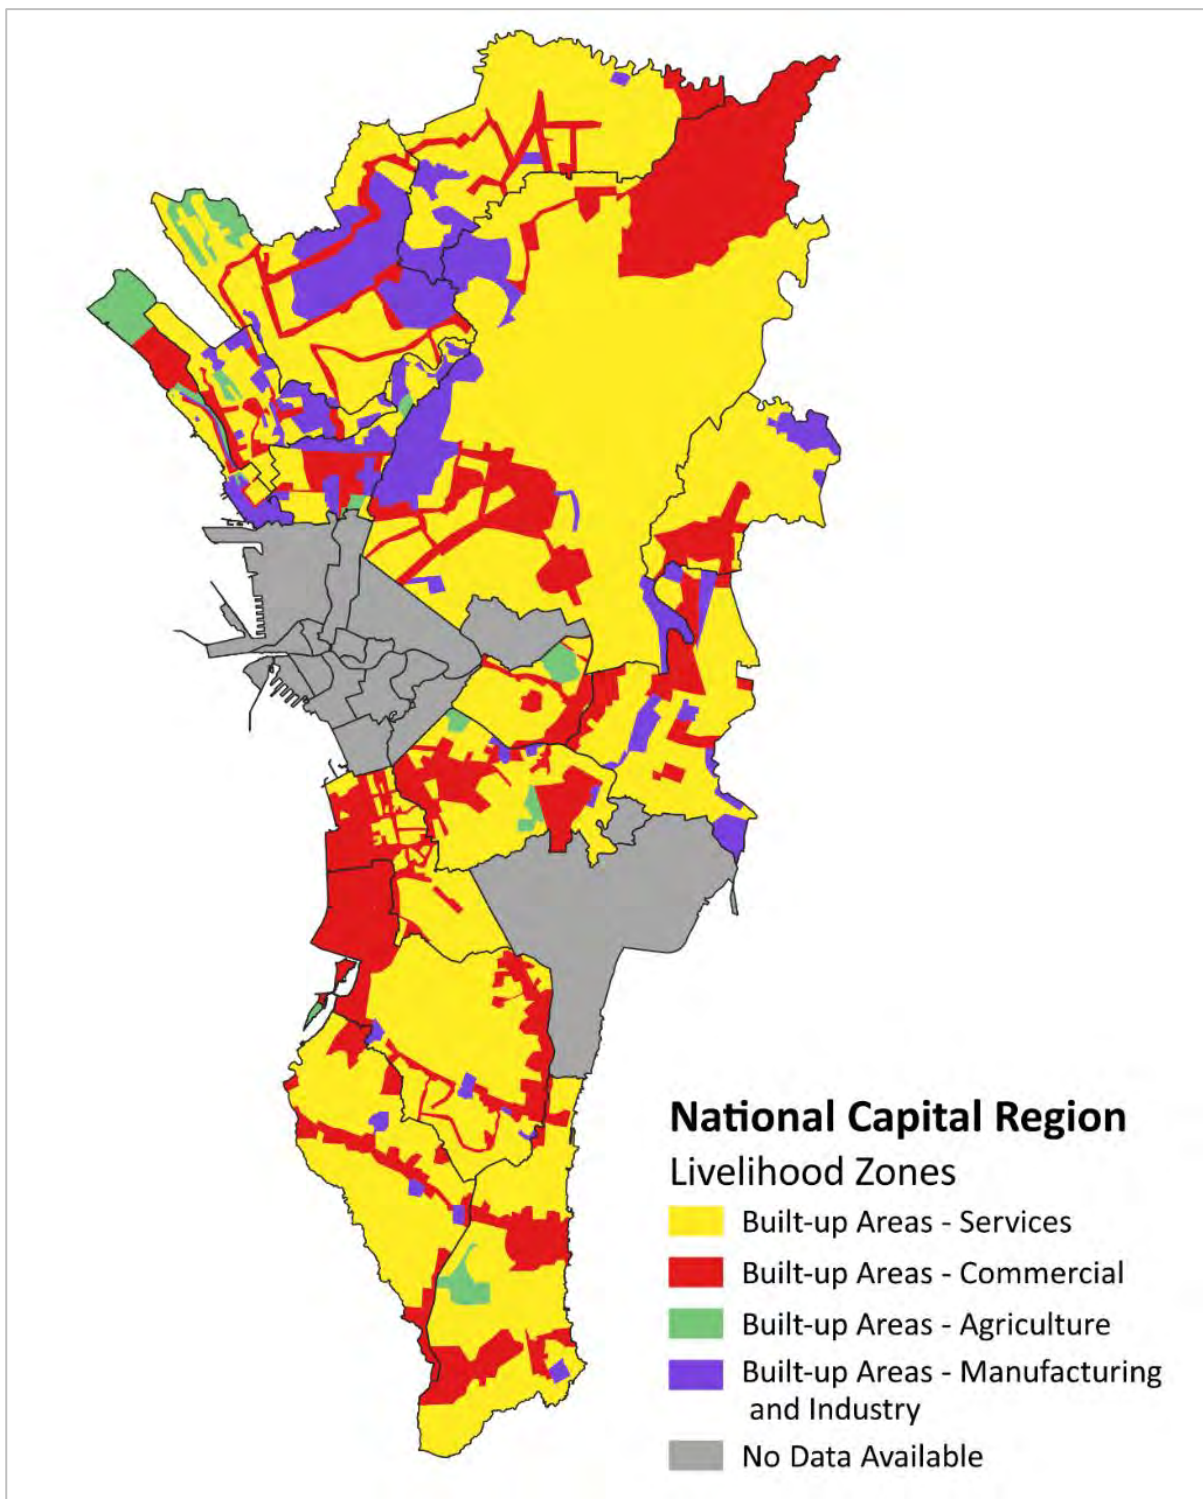 National Capital Region
Livelihood Zones
Built-up Areas - Services
Built-up Areas - Commercial
Built-up Areas - Agriculture
Built-up Areas - Manufacturing
and Industry
No Data Available